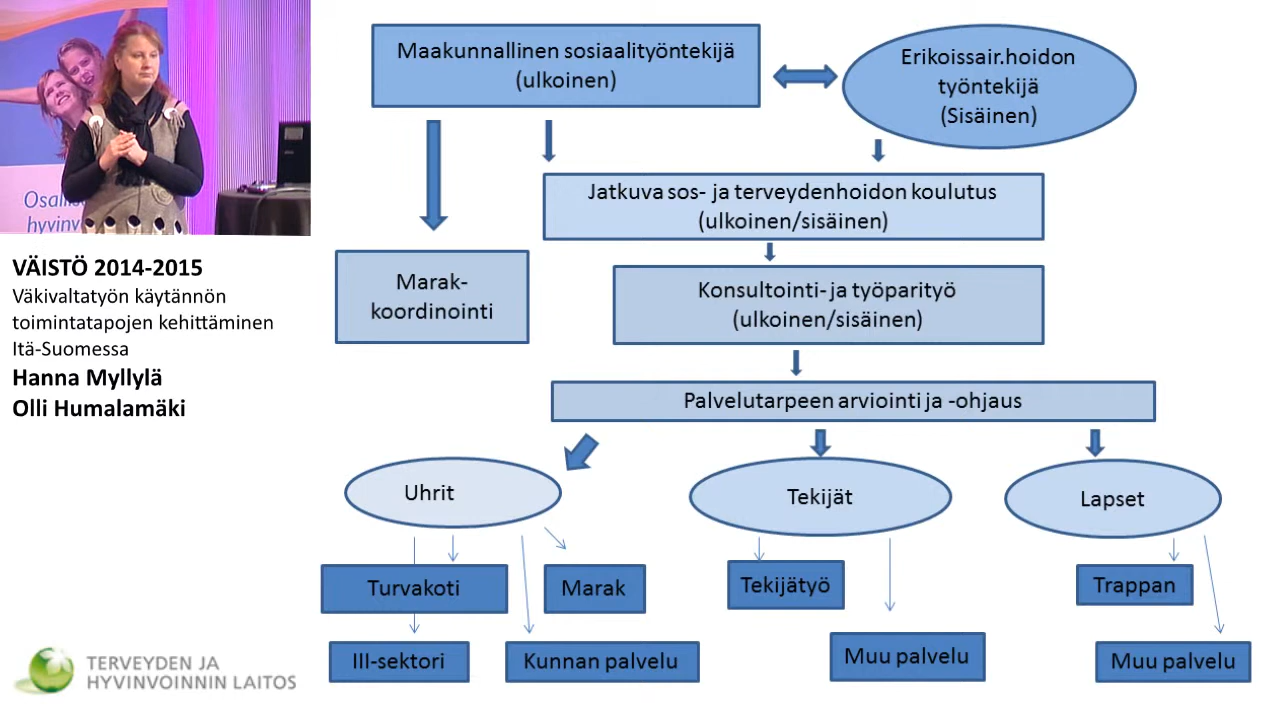 Osalli
hyvinv
VÄISTÖ 2014-2015
Väkivaltatyön käytännön
toimintatapojen kehittäminen
Itä-Suomessa
Hanna Myllylä
Olli Humalamäki
TERVEYDEN JA
HYVINVOINNIN LAITOS
Maakunnallinen sosiaalityöntekijä
(ulkoinen)
Erikoissair.hoidon
työntekijä
(Sisäinen)
Jatkuva sos- ja terveydenhoidon koulutus
(ulkoinen/sisäinen)
Marak-
koordinointi
Konsultointi- ja työparityö
(ulkoinen/sisäinen)
Palvelutarpeen arviointi ja -ohjaus
Uhrit
Tekijät
Lapset
Turvakoti
Marak
Tekijätyö
Trappan
III-sektori
Kunnan palvelu
Muu palvelu
Muu palvelu